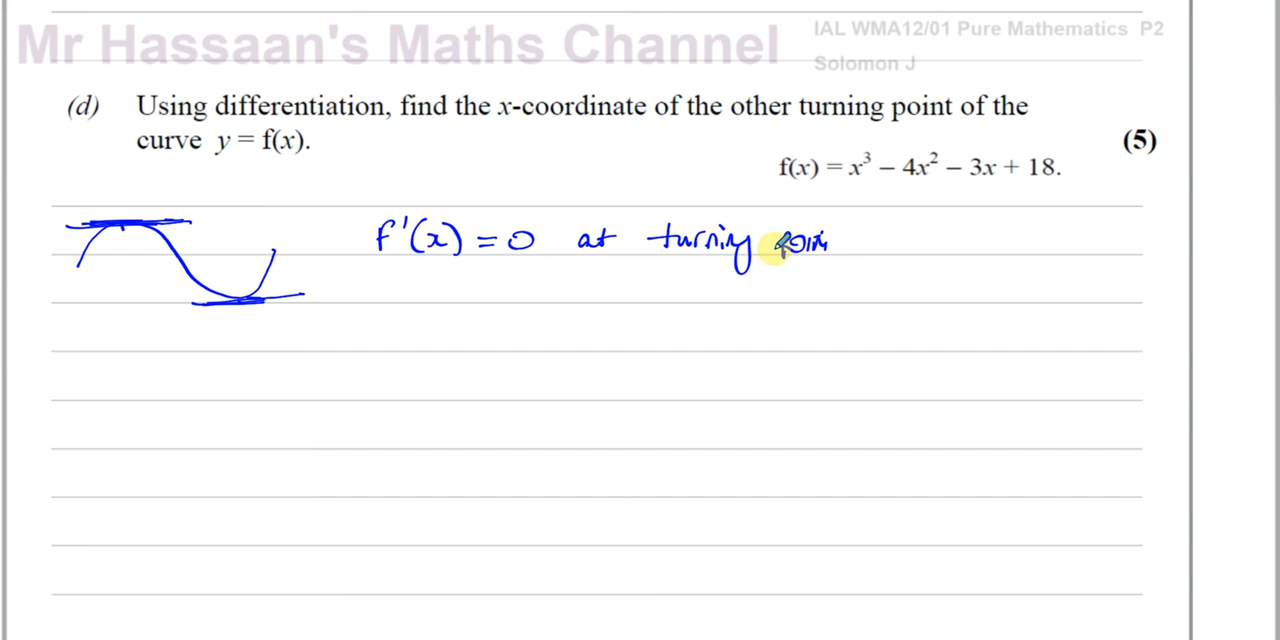 Mr Hassaan's Maths Channel
IAL WMA12/01 Pure Mathematics P2
Solomon J
(d) Using differentiation, find the x-coordinate of the other turning point of the
curve y = f(x).
(5)
f(x) = x³ − 4x² − 3x + 18.
f'(x) = 0 at turning poin